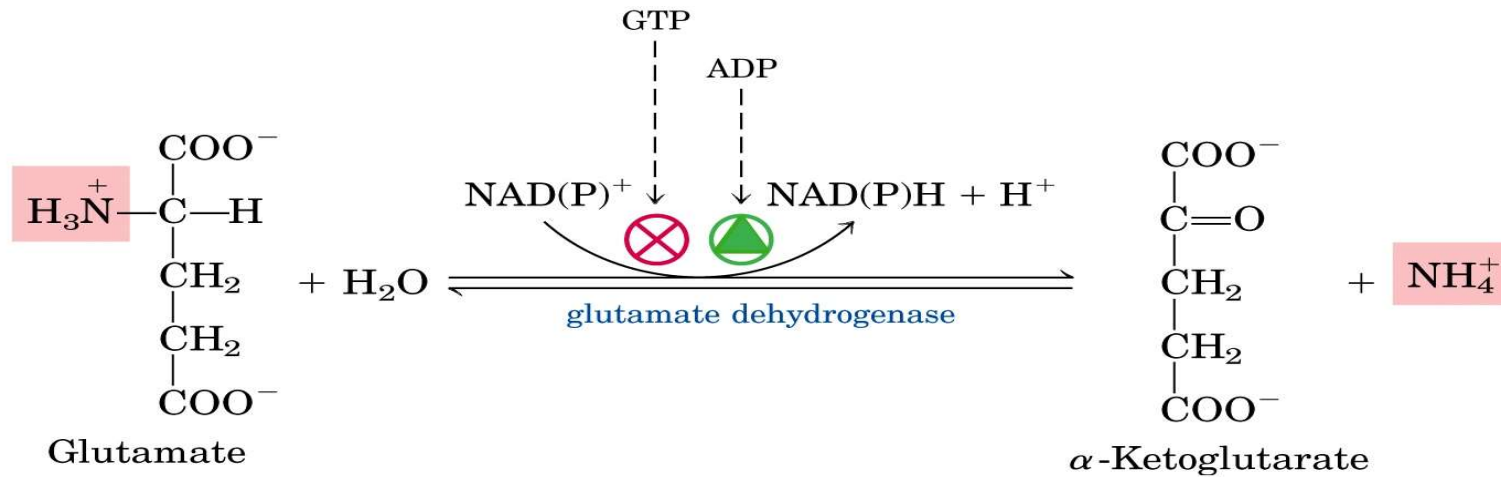 GTP
ADP
COO⁻
H₃N⁺—C—H
CH₂
CH₂
COO⁻
Glutamate
+ H₂O
NAD(P)⁺
NAD(P)H + H⁺
glutamate dehydrogenase
COO⁻
C=O
CH₂
CH₂
COO⁻
α-Ketoglutarate
+ NH₄⁺